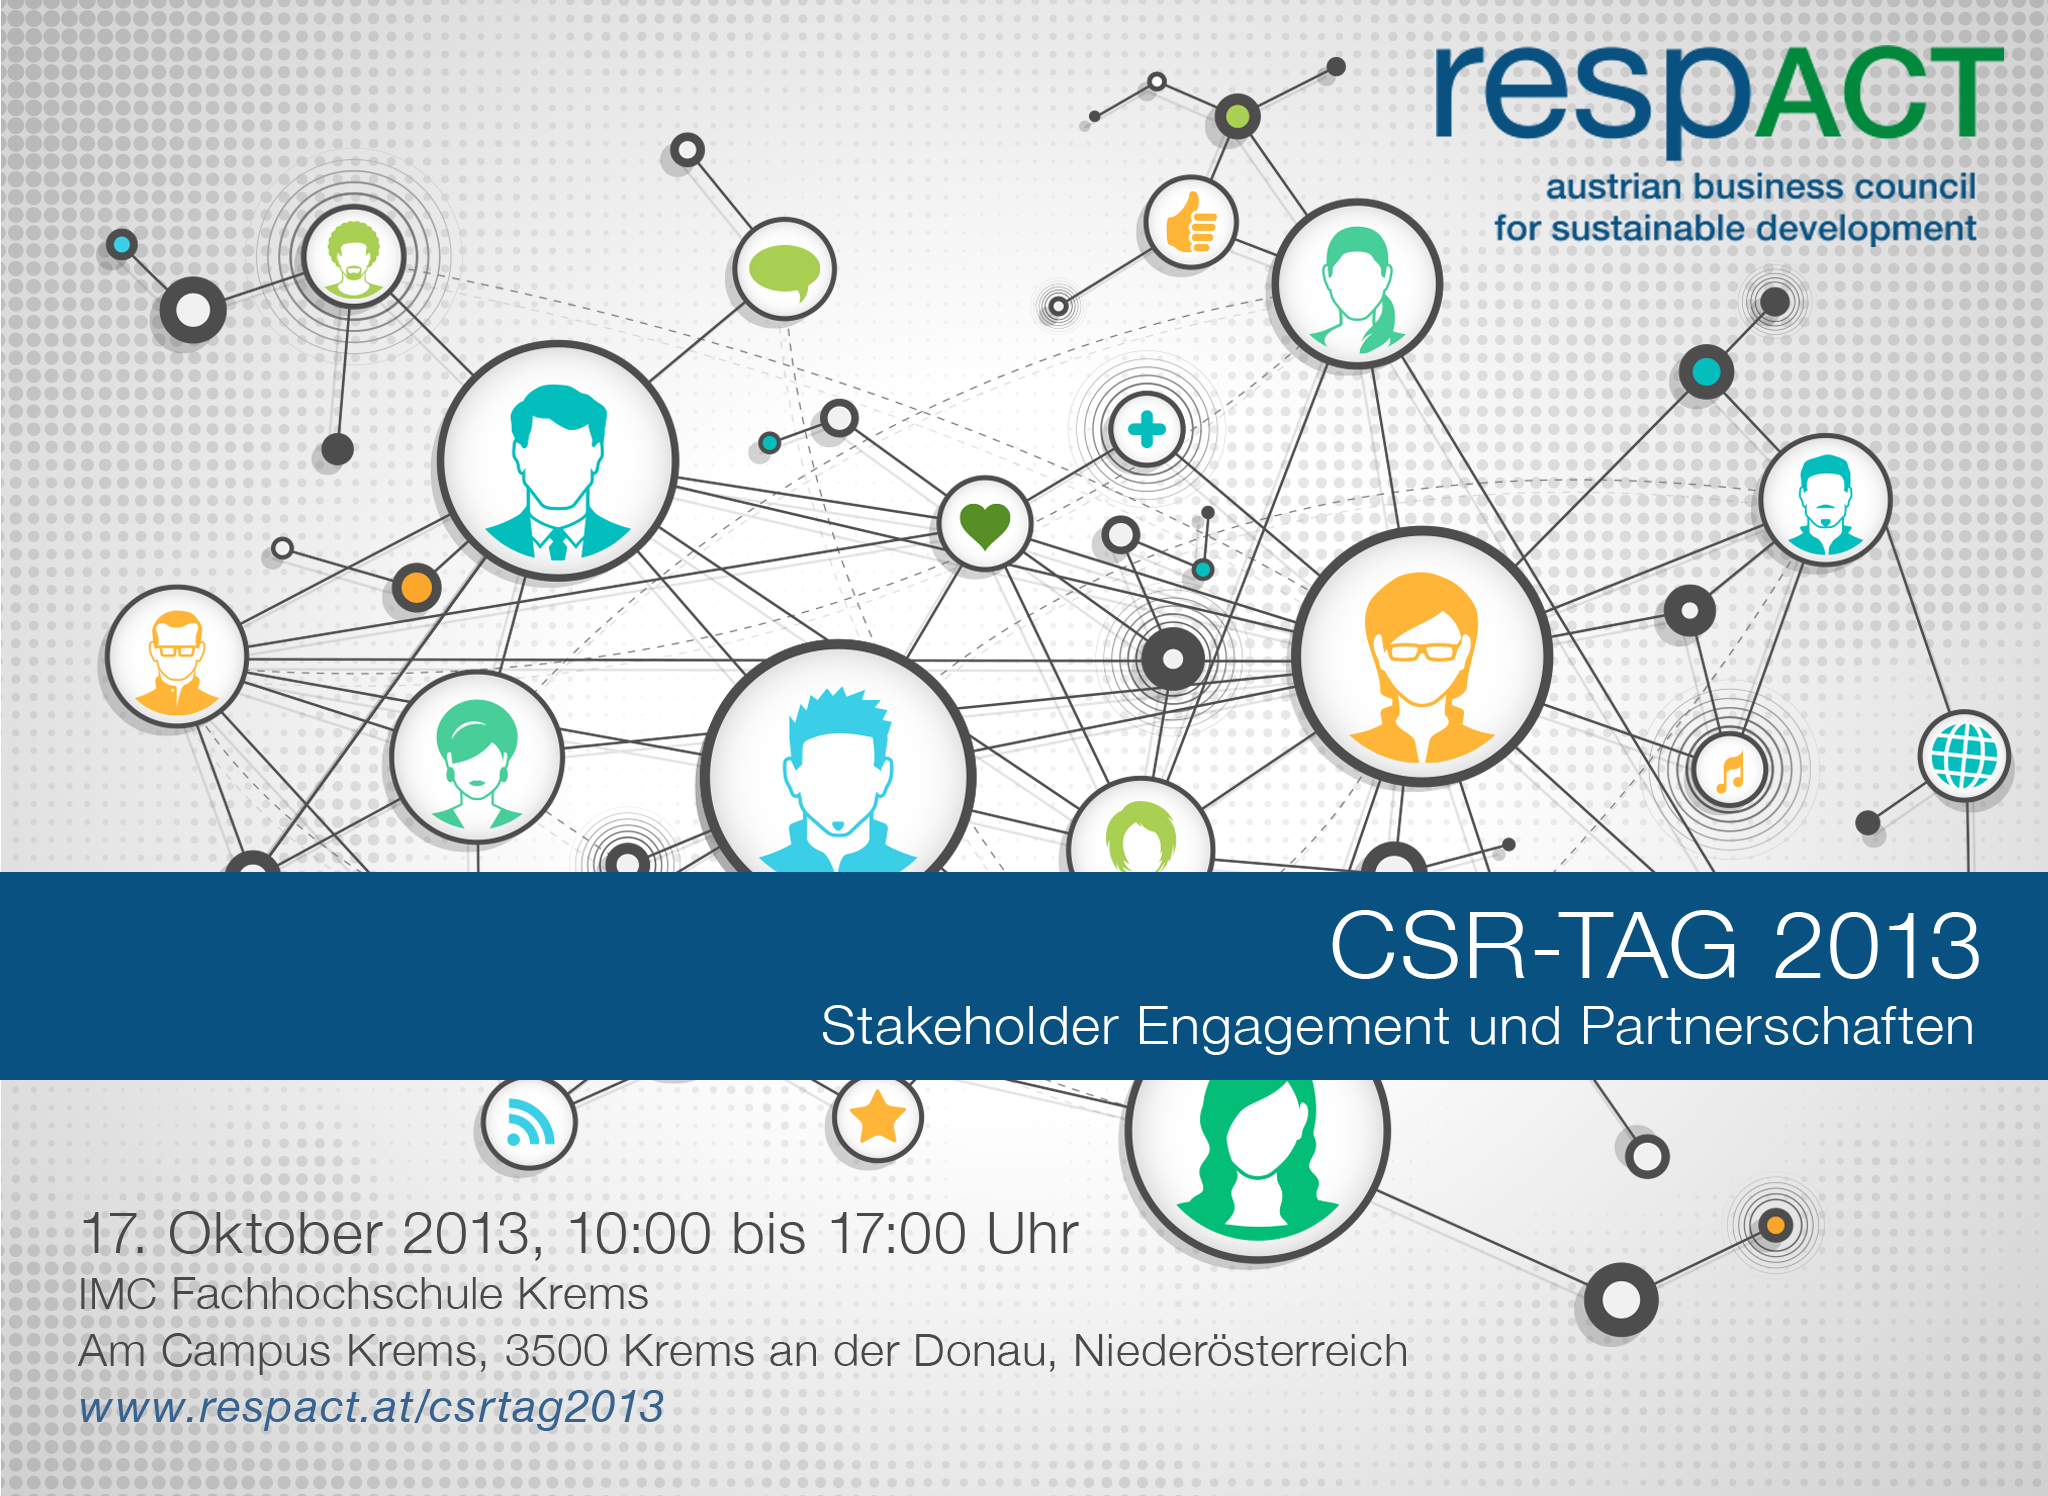 respACT
austrian business council
for sustainable development
CSR-TAG 2013
Stakeholder Engagement und Partnerschaften
17. Oktober 2013, 10:00 bis 17:00 Uhr
IMC Fachhochschule Krems
Am Campus Krems, 3500 Krems an der Donau, Niederösterreich
www.respact.at/csrtag2013